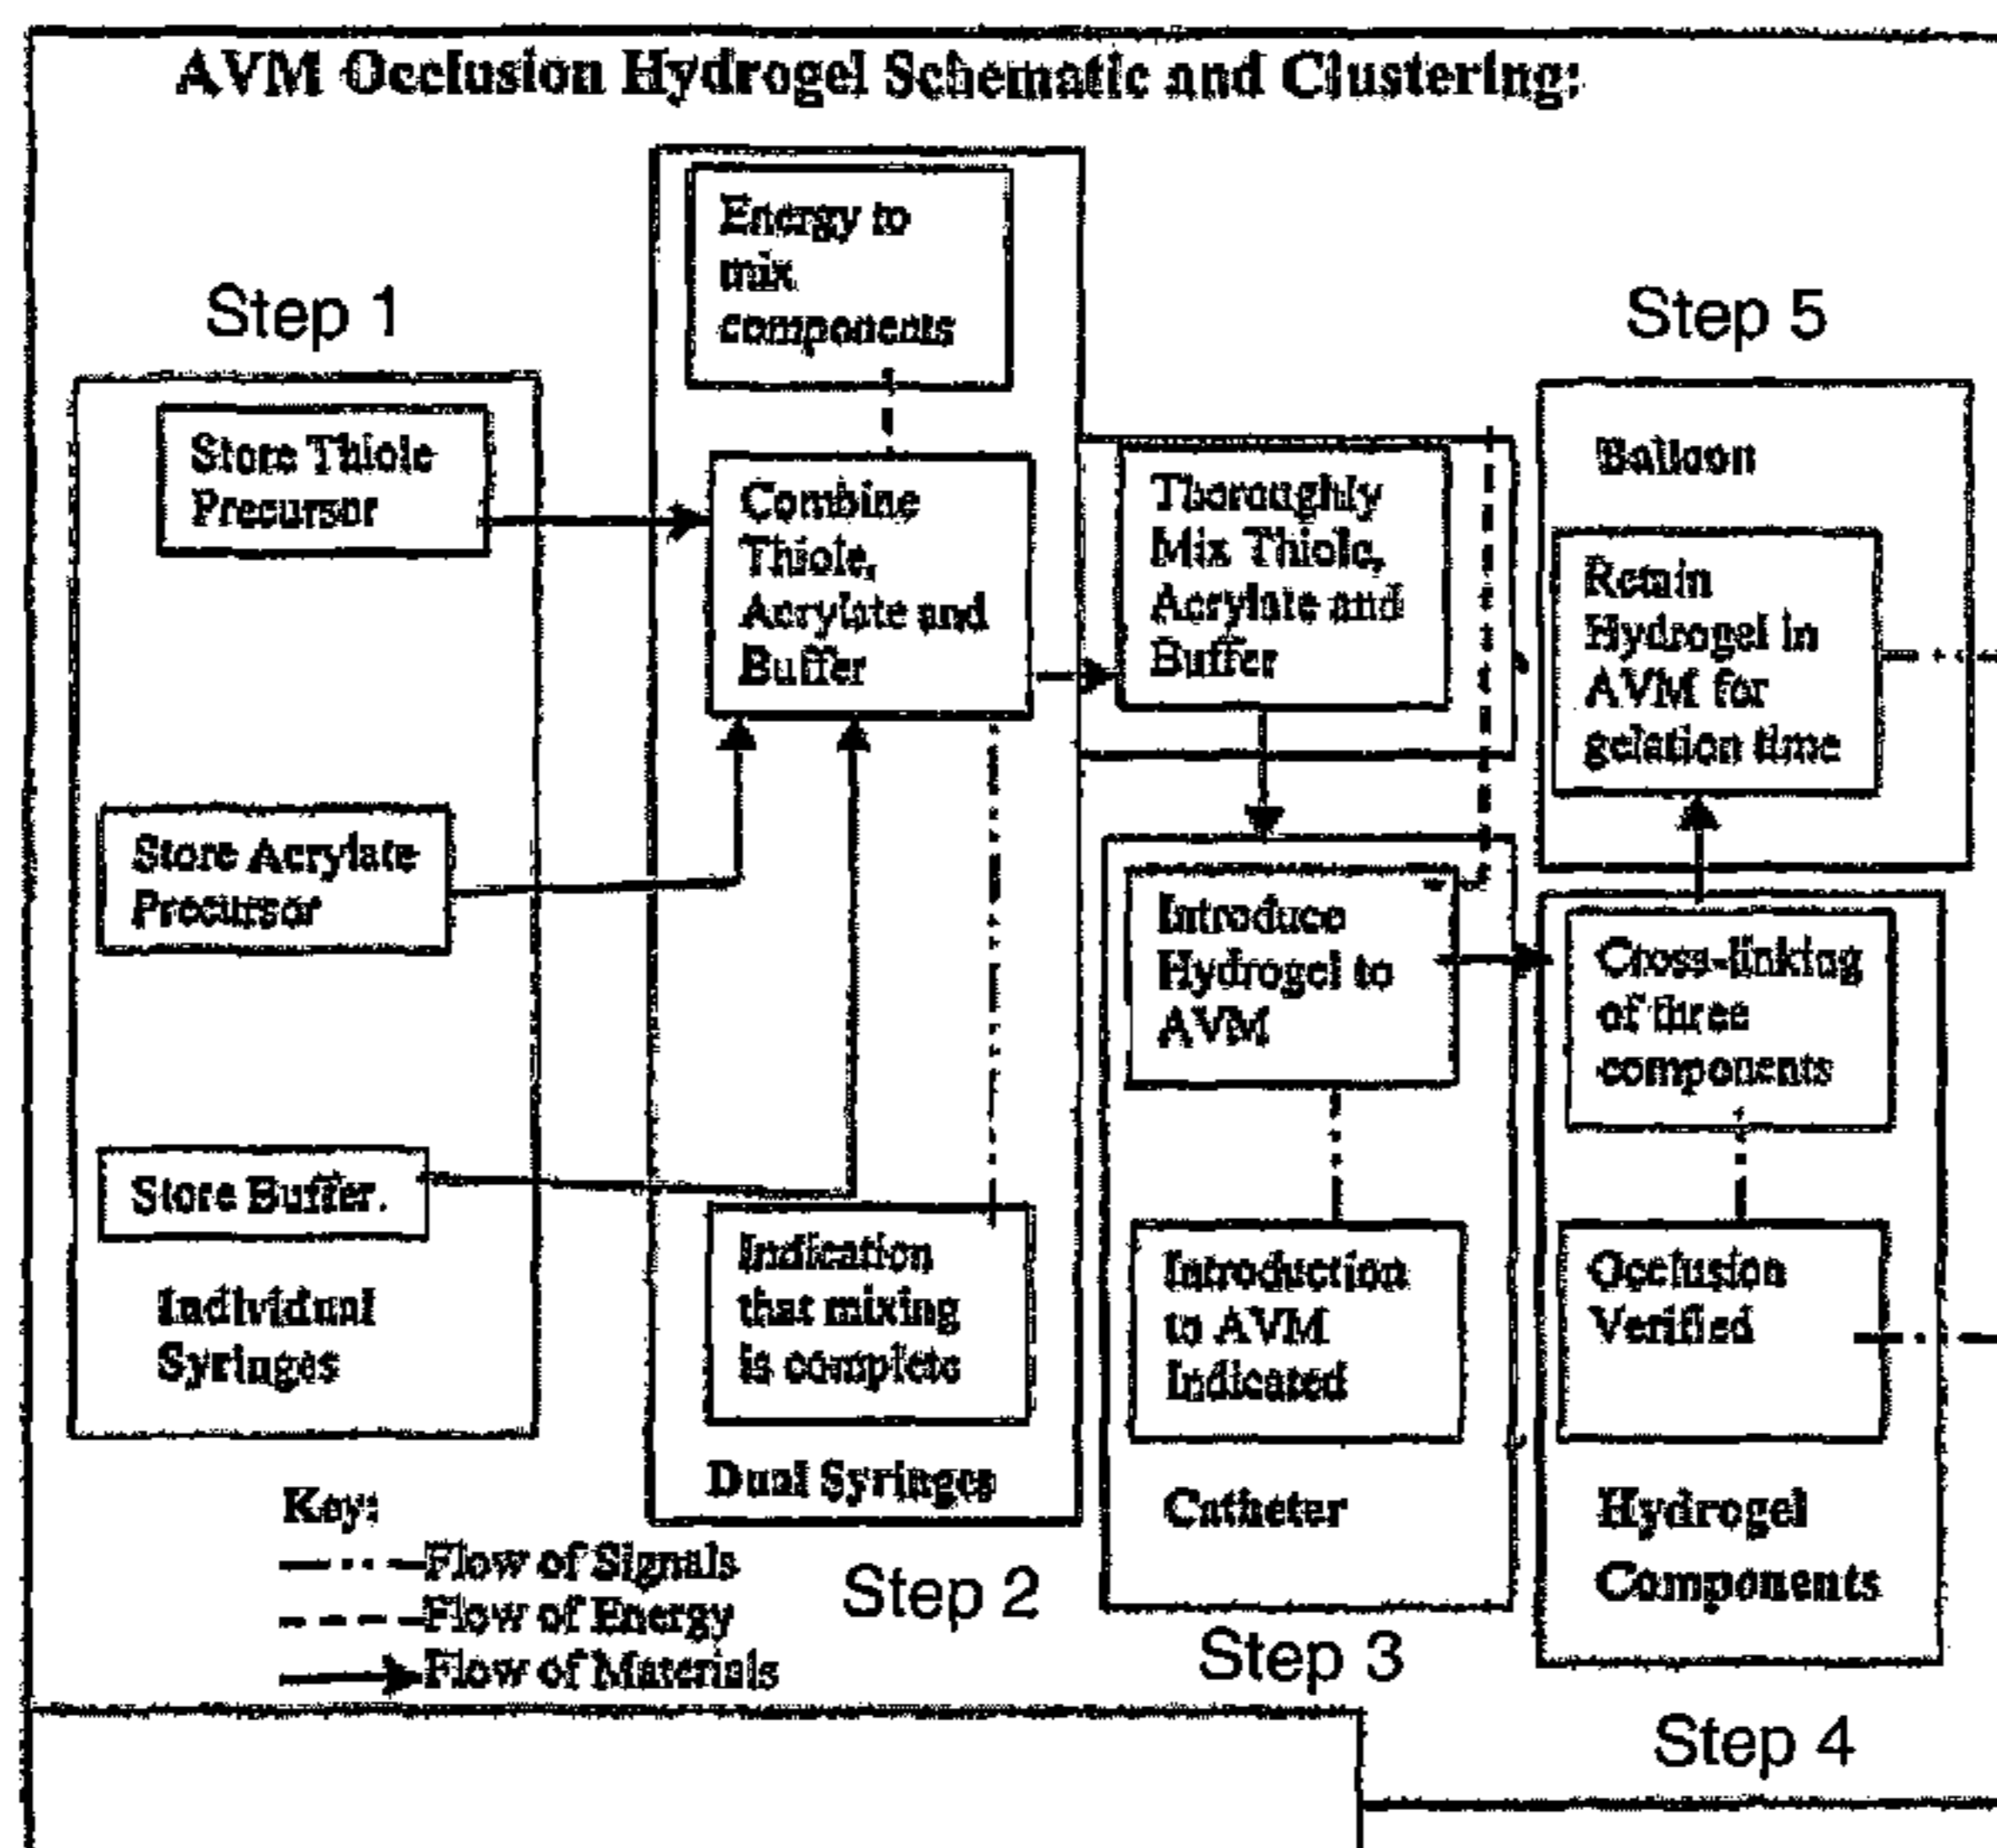 AVM Occlusion Hydrogel Schematic and Clustering:
Step 1
Store Thiole
Precursor
Store Acrylate
Precursor
Store Buffer.
Individual
Syringes
Energy to
mix
components
Combine
Thiole,
Acrylate and
Buffer
Indication
that mixing
is complete
Dual Syringes
Step 2
Thoroughly
Mix Thiole,
Acrylate and
Buffer
Introduce
Hydrogel to
AVM
Introduction
to AVM
Indicated
Catheter
Step 3
Step 5
Balloon
Retain
Hydrogel in
AVM for
gelation time
Cross-linking
of three
components
Occlusion
Verified
Hydrogel
Components
Step 4
Key:
Flow of Signals
Flow of Energy
Flow of Materials